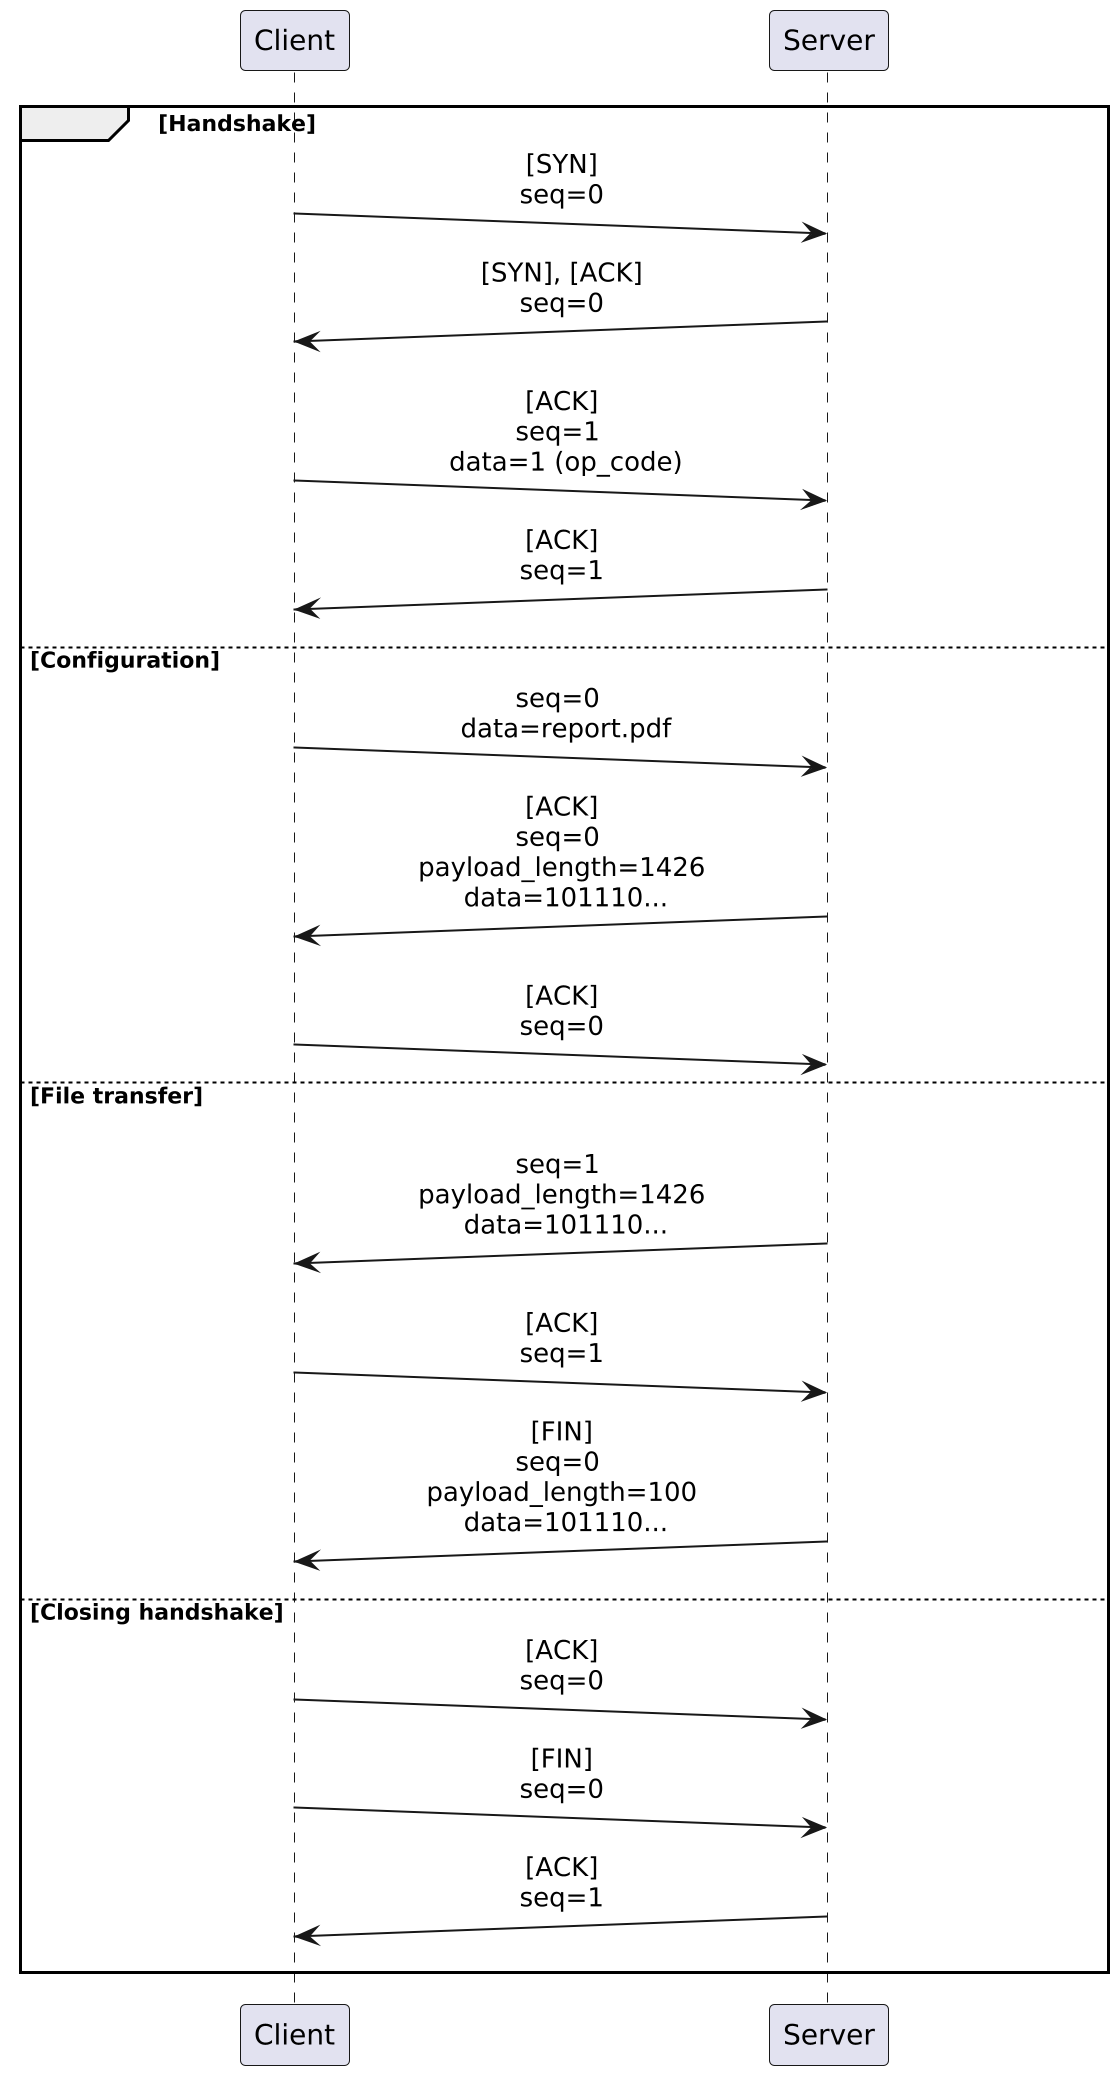 Client
Server
[Handshake]
[SYN]
seq=0
[SYN], [ACK]
seq=0
[ACK]
seq=1
data=1 (op_code)
[ACK]
seq=1
[Configuration]
seq=0
data=report.pdf
[ACK]
seq=0
payload_length=1426
data=101110...
[ACK]
seq=0
[File transfer]
seq=1
payload_length=1426
data=101110...
[ACK]
seq=1
[FIN]
seq=0
payload_length=100
data=101110...
[Closing handshake]
[ACK]
seq=0
[FIN]
seq=0
[ACK]
seq=1
Client
Server